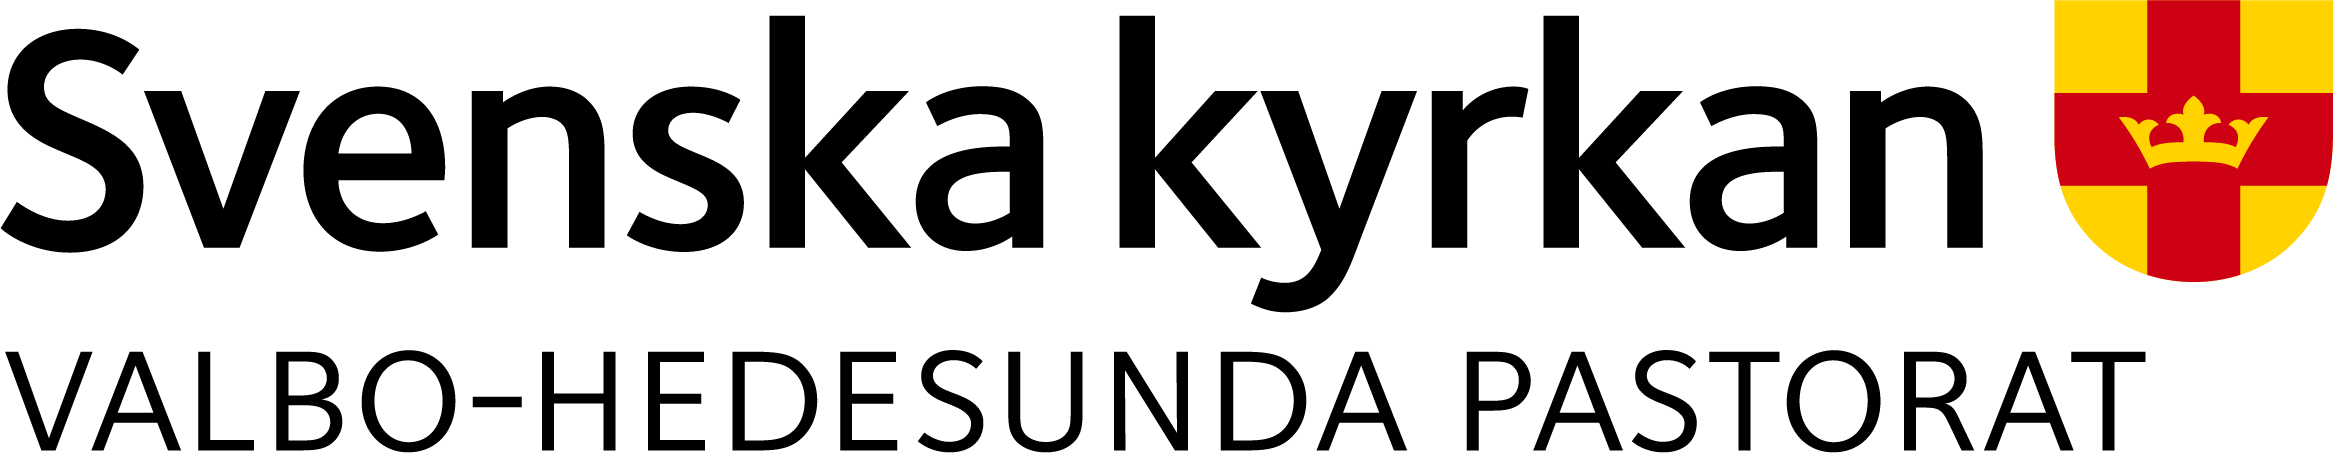 Svenska kyrkan
VALBO–HEDESUNDA PASTORAT